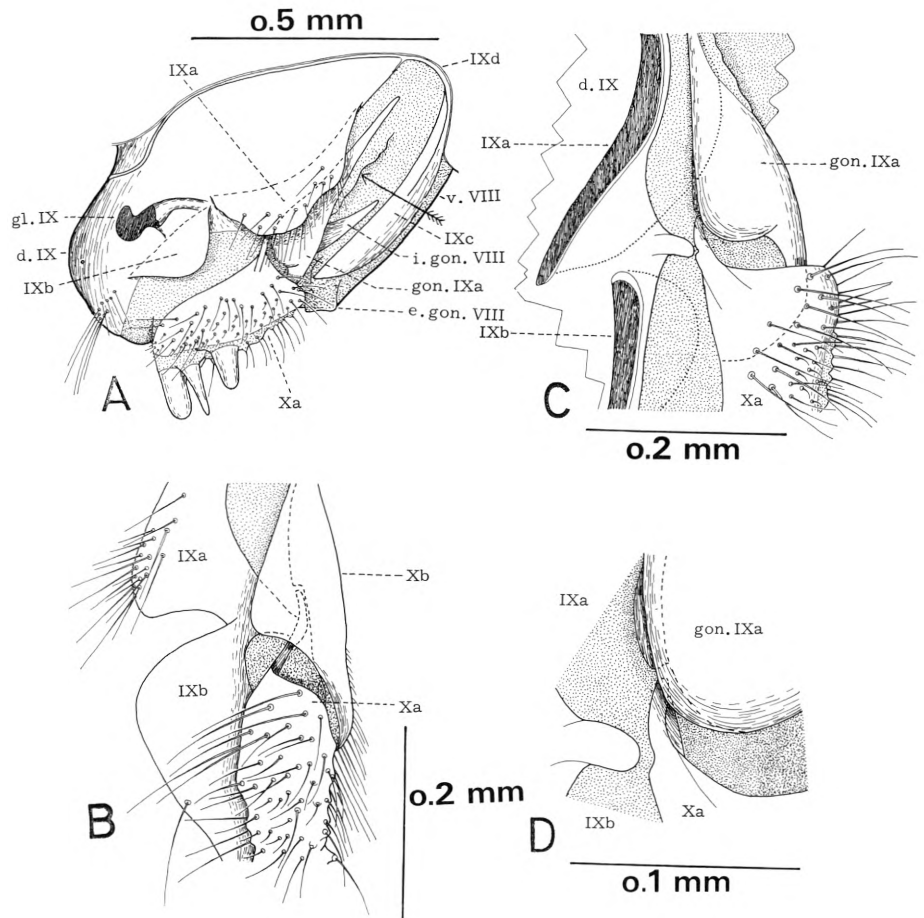 o.5 mm
IXa
IXd
gl. IX
d. IX
IXb
v. VIII
IXc
i. gon. VIII
gon. IXa
e. gon. VIII
Xa
A
d. IX
IXa
gon. IXa
IXb
Xa
C
o.2 mm
IXa
Xb
IXb
Xa
B
o.2 mm
IXa
gon. IXa
IXb
Xa
D
o.1 mm